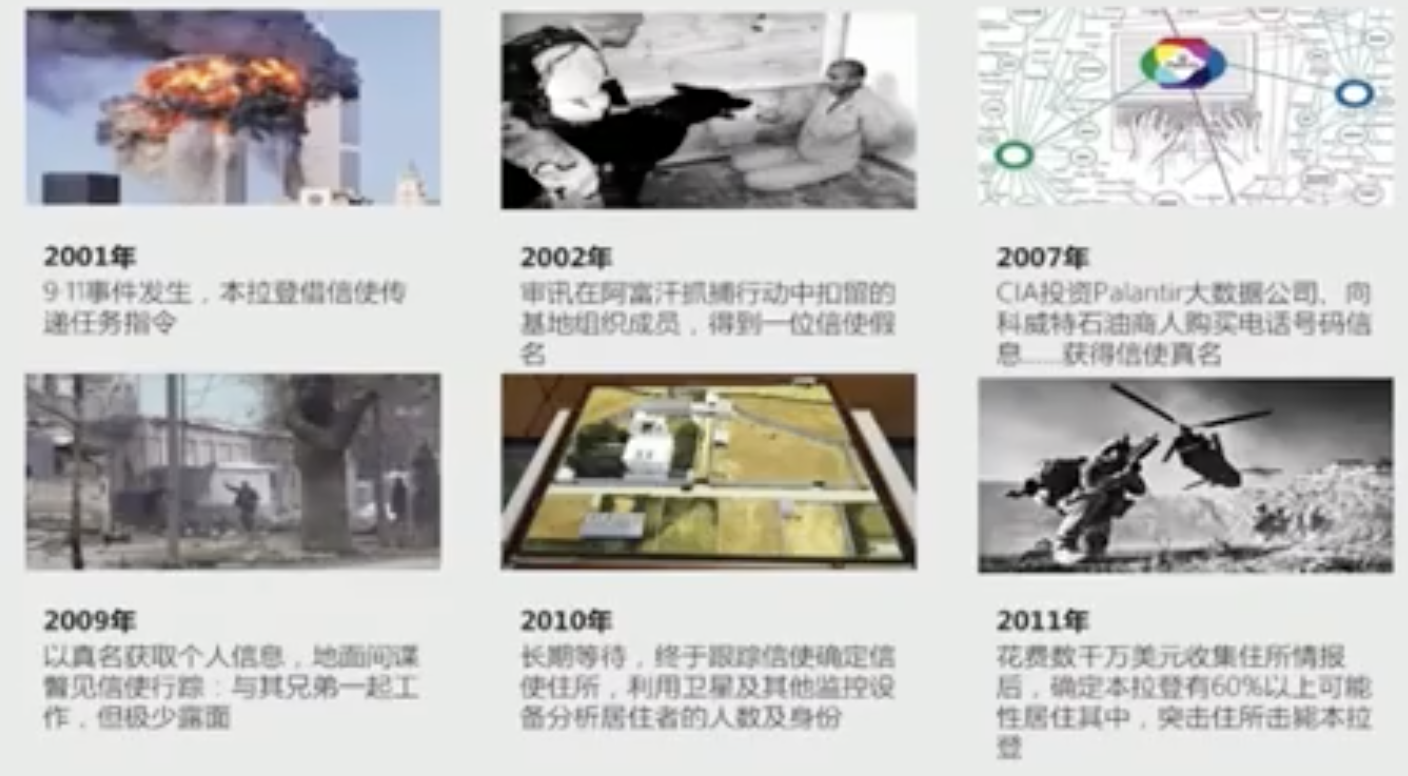 2001年
9·11事件发生，本拉登借信使传
递任务指令
2002年
审讯在阿富汗抓捕行动中扣留的
基地组织成员，得到一位信使假
名
2007年
CIA投资Palantir大数据公司、向
科威特石油商人购买电话号码信
息……获得信使真名
2009年
以真名获取个人信息，地面间谍
瞥见信使行踪：与其兄弟一起工
作，但极少露面
2010年
长期等待，终于跟踪信使确定信
使住所，利用卫星及其他监控设
备分析居住者的人数及身份
2011年
花费数千万美元收集住所情报
后，确定本拉登有60%以上可能
性居住其中，突击住所击毙本拉
登